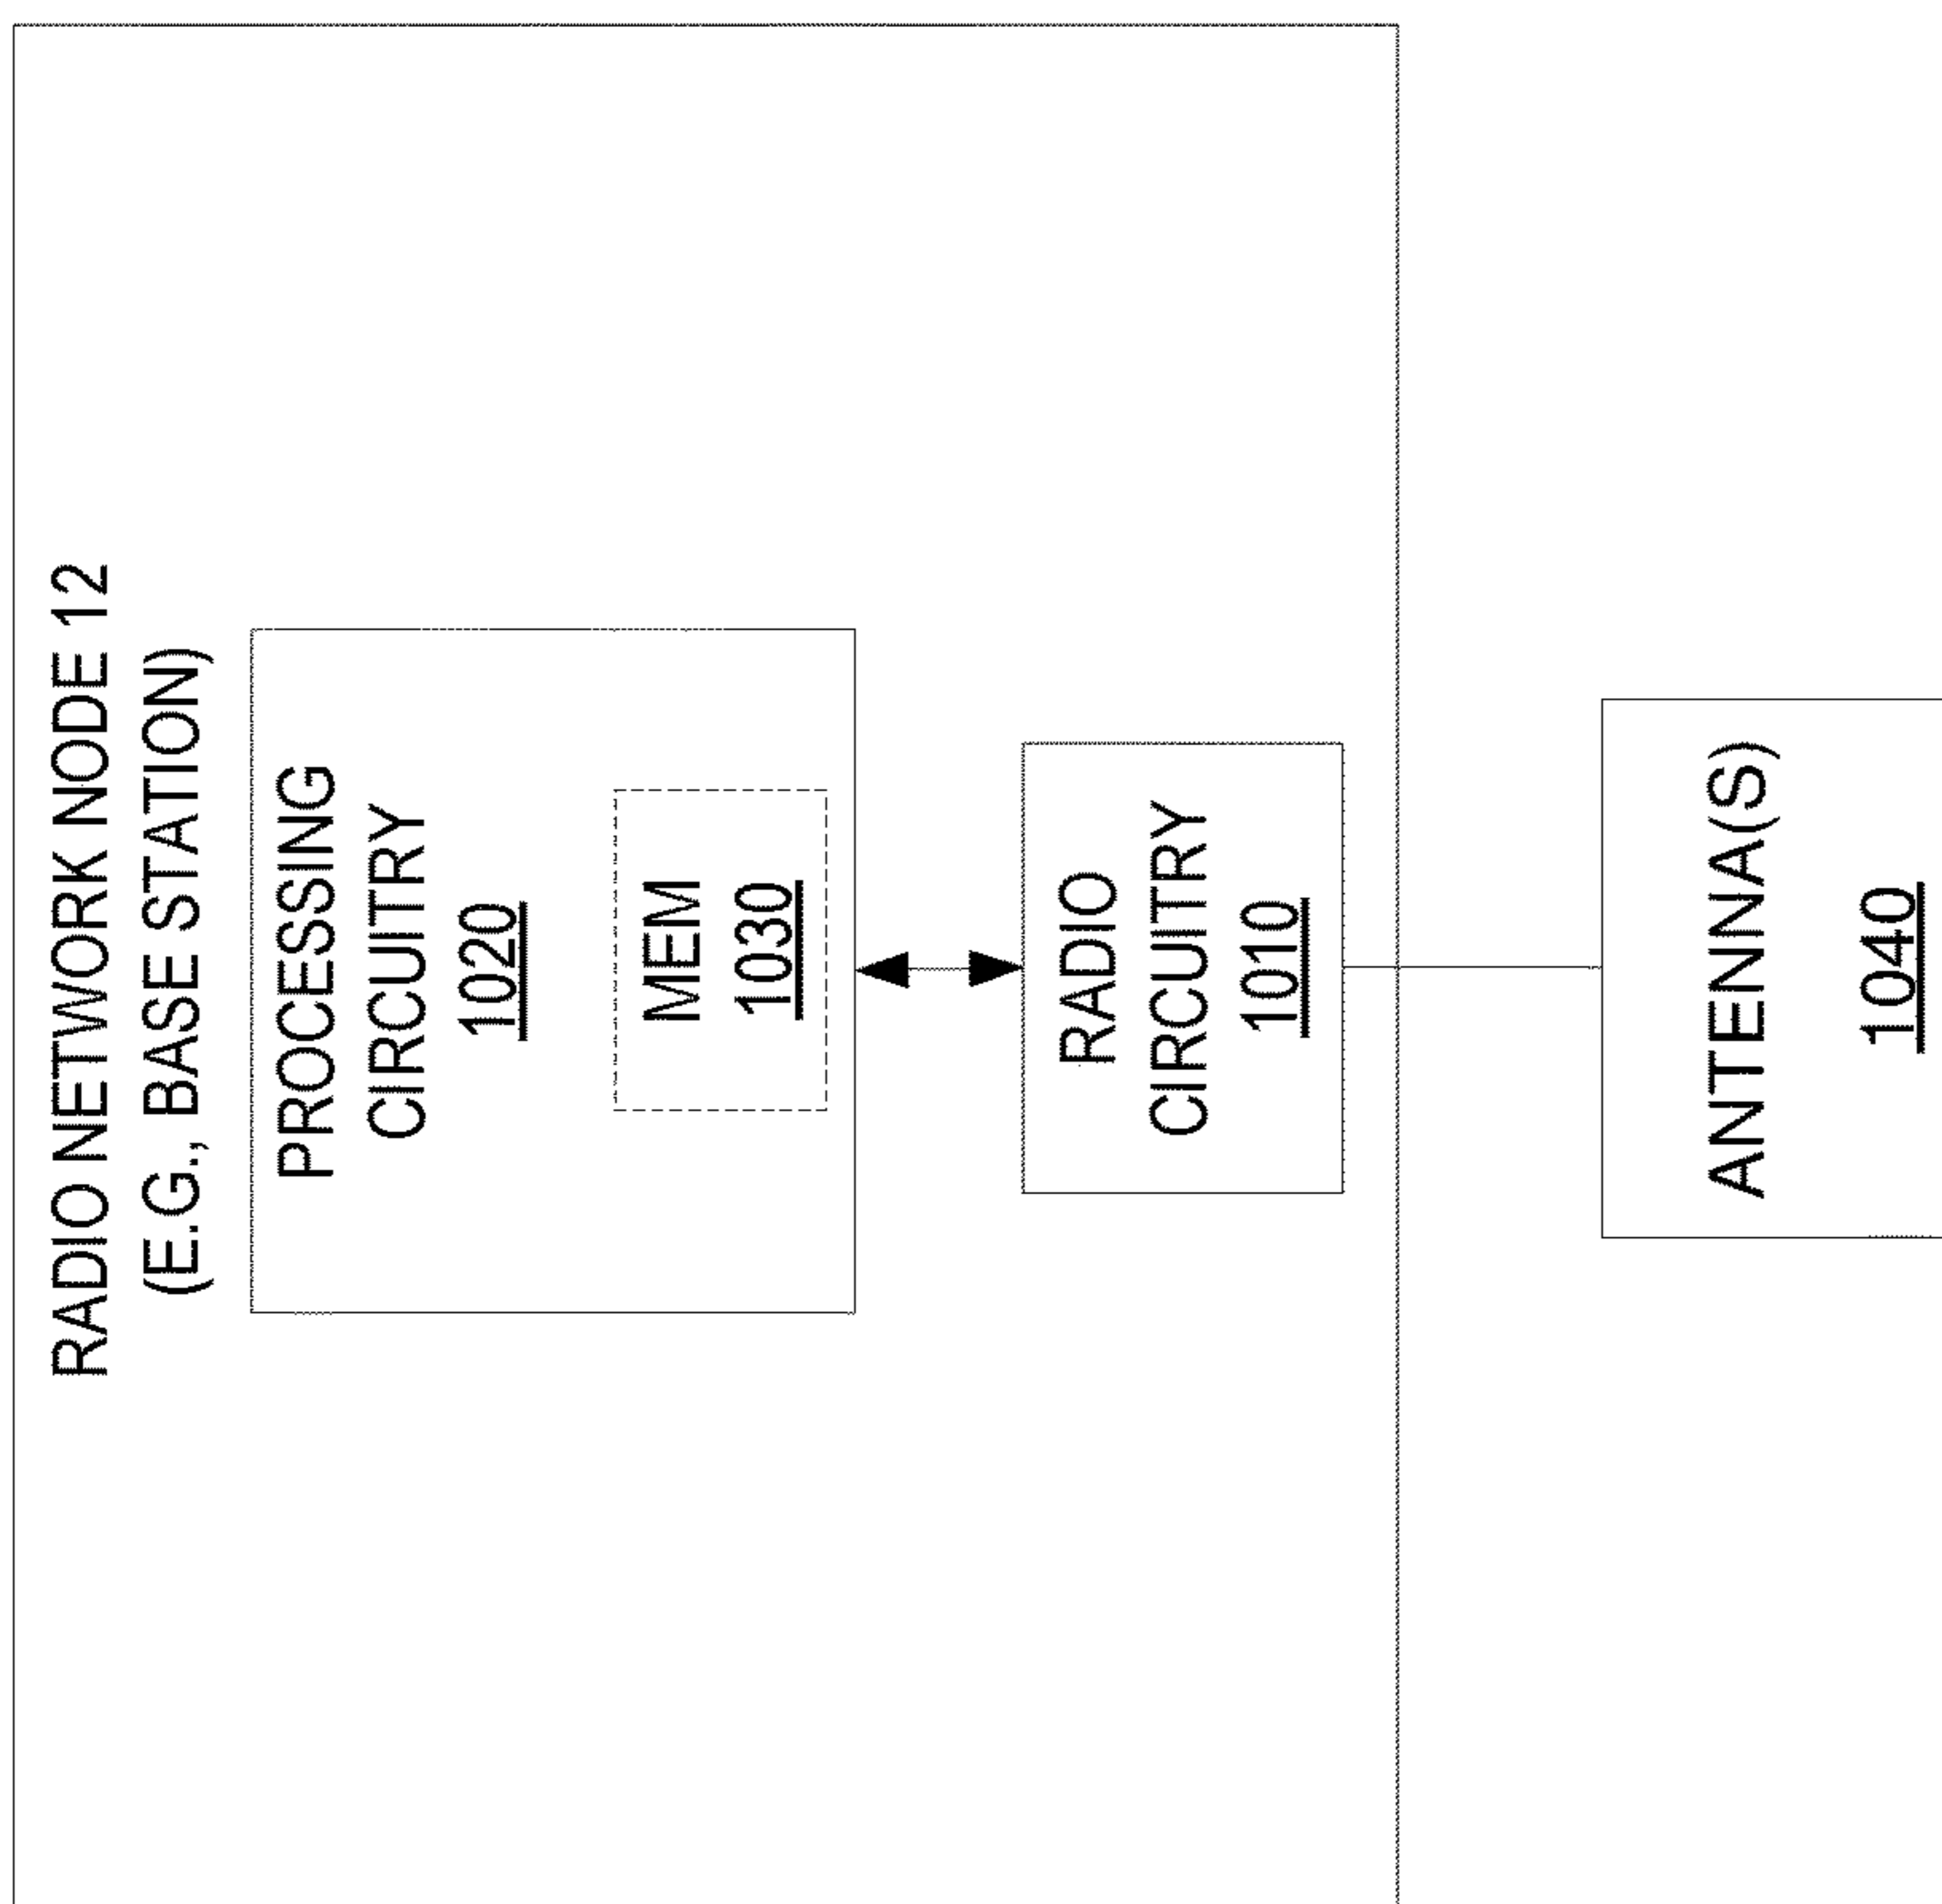 RADIO NETWORK NODE 12
(E.G., BASE STATION)
PROCESSING
CIRCUITRY
1020
MEM
1030
RADIO
CIRCUITRY
1010
ANTENNA(S)
1040